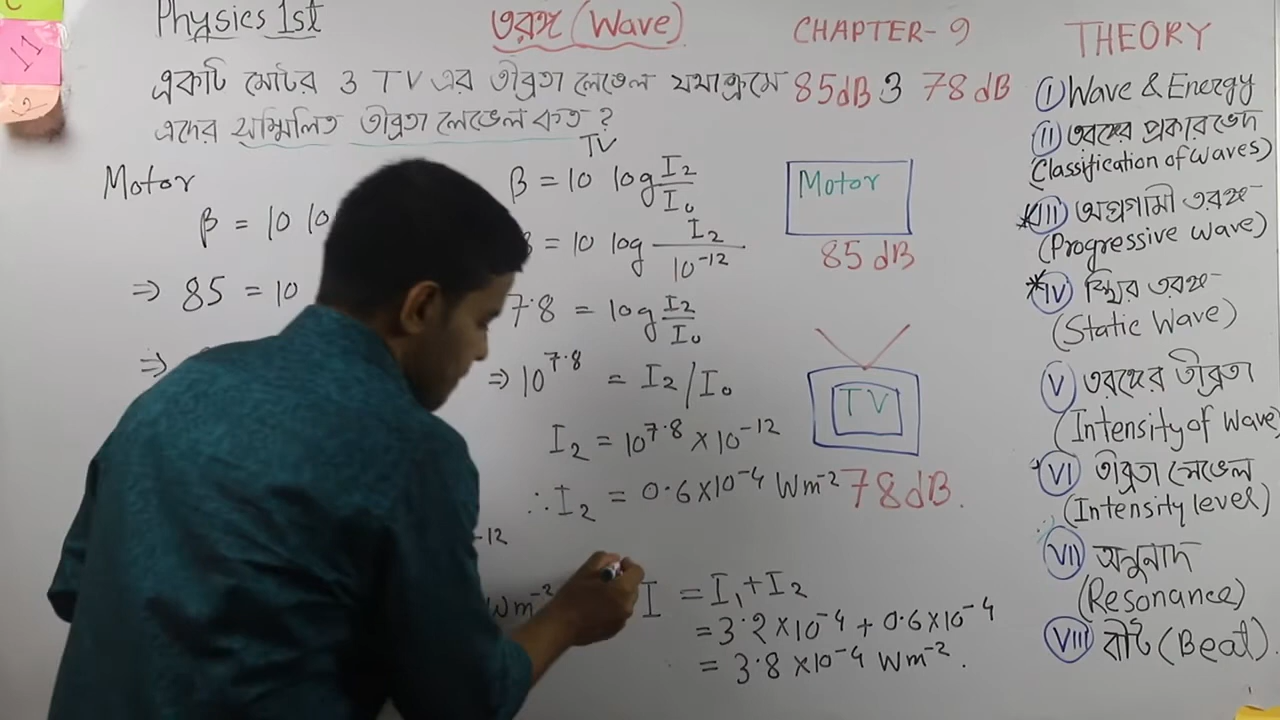 Physics 1st
তরঙ্গ (Wave)
CHAPTER-9
একটি মোটর ও TV এর তীব্রতা লেভেল যথাক্রমে 85dB ও 78 dB
এদের সম্মিলিত তীব্রতা লেভেল কত ?
Motor
β = 10 lo
⇒ 85 = 10
⇒
-12
Wm⁻²
TV
β = 10 log I₂/I₀
8 = 10 log I₂/10⁻¹²
7.8 = log I₂/I₀
⇒ 10^7.8 = I₂/I₀
I₂ = 10^7.8 × 10⁻¹²
∴ I₂ = 0.6×10⁻⁴ Wm⁻²
I = I₁ + I₂
= 3.2×10⁻⁴ + 0.6×10⁻⁴
= 3.8×10⁻⁴ Wm⁻².
Motor
85 dB
TV
78dB.
THEORY
I Wave & Energy
II তরঙ্গের প্রকারভেদ
(Classification of Waves)
*III অগ্রগামী তরঙ্গ
(Progressive Wave)
*IV স্থির তরঙ্গ
(Static Wave)
V তরঙ্গের তীব্রতা
(Intensity of Wave)
VI তীব্রতা লেভেল
(Intensity level)
VII অনুনাদ
(Resonance)
VIII বীট (Beat).
11